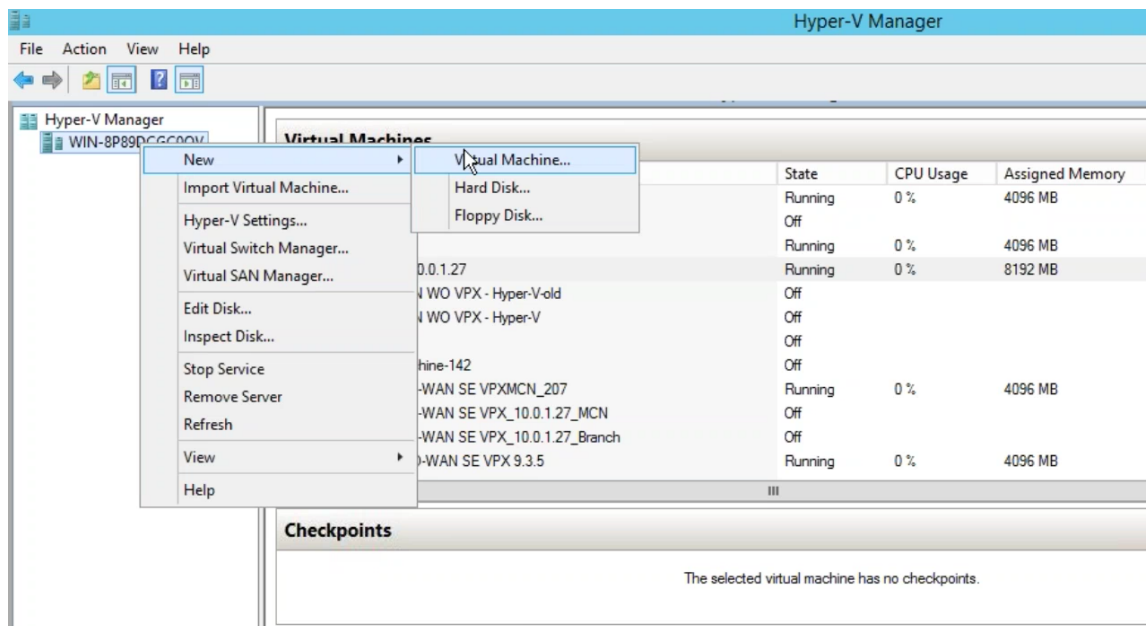 Hyper-V Manager
File Action View Help
Hyper-V Manager
WIN-8P89DCGC0QV
Virtual Machines
New
Virtual Machine...
Import Virtual Machine...
Hard Disk...
Hyper-V Settings...
Floppy Disk...
Virtual Switch Manager...
Virtual SAN Manager...
Edit Disk...
Inspect Disk...
Stop Service
Remove Server
Refresh
View
Help
State CPU Usage Assigned Memory
Running 0 % 4096 MB
Off
Running 0 % 4096 MB
0.0.1.27 Running 0 % 8192 MB
WO VPX - Hyper-V-old Off
WO VPX - Hyper-V Off
Off
hine-142 Off
-WAN SE VPXMCN_207 Running 0 % 4096 MB
-WAN SE VPX_10.0.1.27_MCN Off
-WAN SE VPX_10.0.1.27_Branch Off
-WAN SE VPX 9.3.5 Running 0 % 4096 MB
Checkpoints
The selected virtual machine has no checkpoints.